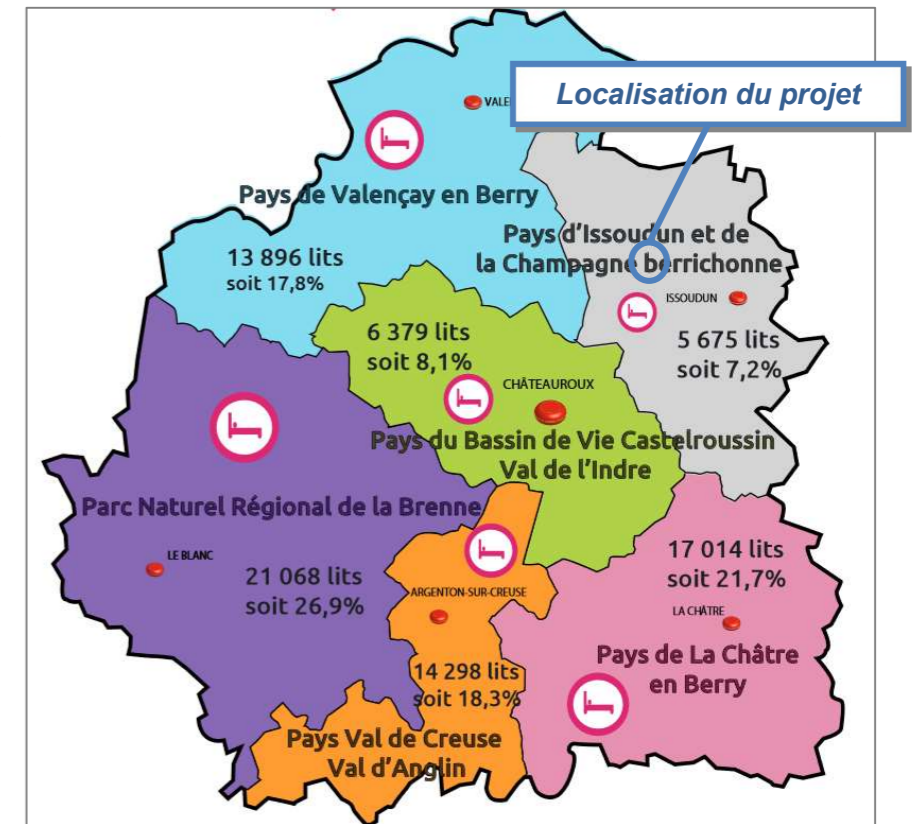 Localisation du projet
Pays de Valençay en Berry
13 896 lits
soit 17,8%
Pays d'Issoudun et de
la Champagne berrichonne
ISSOUDUN
5 675 lits
soit 7,2%
6 379 lits
soit 8,1%
CHÂTEAUROUX
Pays du Bassin de Vie Castelroussin
Val de l'Indre
Parc Naturel Régional de la Brenne
LE BLANC
21 068 lits
soit 26,9%
ARGENTON-SUR-CREUSE
14 298 lits
soit 18,3%
Pays Val de Creuse
Val d'Anglin
17 014 lits
soit 21,7%
LA CHÂTRE
Pays de La Châtre
en Berry